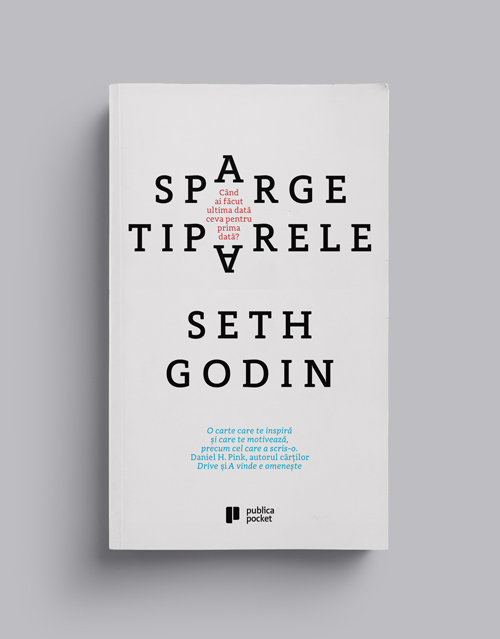 SPARGE
Când
ai făcut
ultima dată
ceva pentru
prima
dată?
TIPARELE
SETH
GODIN
O carte care te inspiră
și care te motivează,
precum cel care a scris-o.
Daniel H. Pink, autorul cărților
Drive și A vinde e omenește
publica
pocket